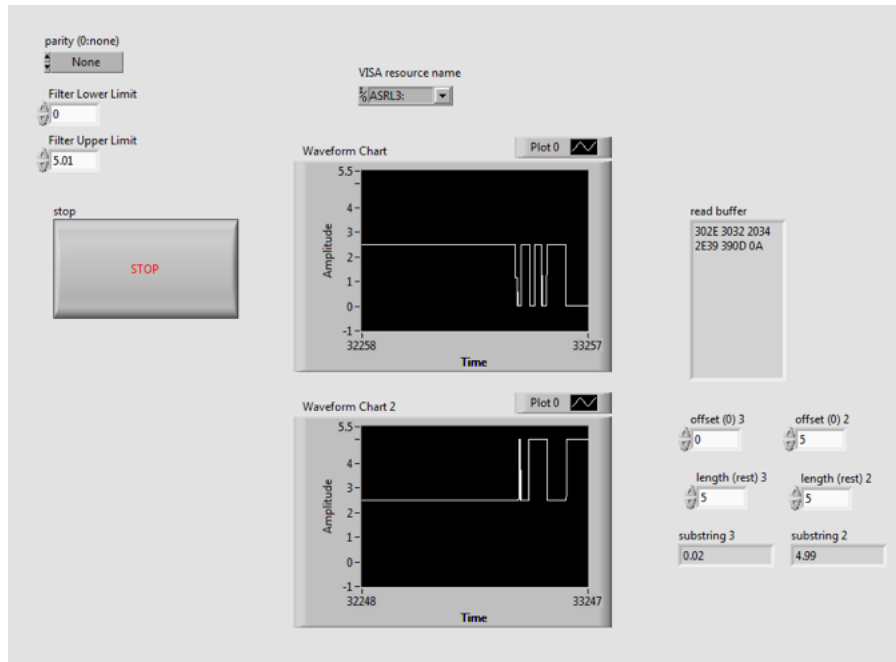 parity (0:none)
None
Filter Lower Limit
0
Filter Upper Limit
5.01
stop
STOP
VISA resource name
ASRL3:
Waveform Chart
Plot 0
5.5
4
3
2
1
0
-1
Amplitude
32258
33257
Time
Waveform Chart 2
Plot 0
5.5
4
3
2
1
0
-1
Amplitude
32248
33247
Time
read buffer
302E 3032 2034
2E39 390D 0A
offset (0) 3
0
offset (0) 2
5
length (rest) 3
5
length (rest) 2
5
substring 3
0.02
substring 2
4.99